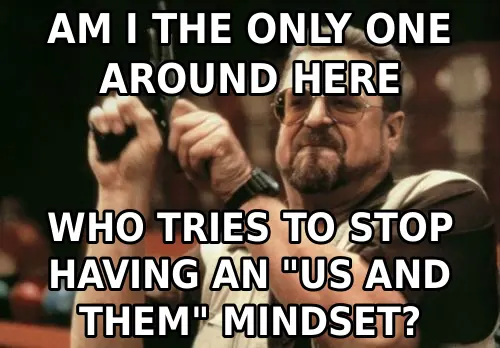 AM I THE ONLY ONE
AROUND HERE
WHO TRIES TO STOP
HAVING AN "US AND
THEM" MINDSET?